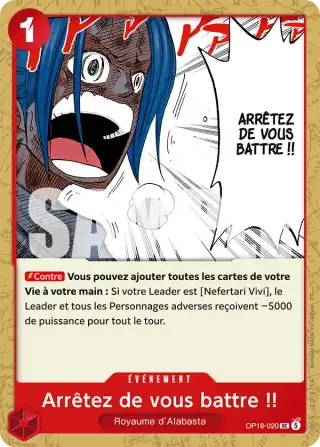 1
ARRÊTEZ
DE VOUS
BATTRE !!
Contre Vous pouvez ajouter toutes les cartes de votre
Vie à votre main : Si votre Leader est [Nefertari Vivi], le
Leader et tous les Personnages adverses reçoivent −5000
de puissance pour tout le tour.
ÉVÉNEMENT
Arrêtez de vous battre !!
Royaume d'Alabasta
OP18-020 UC 5